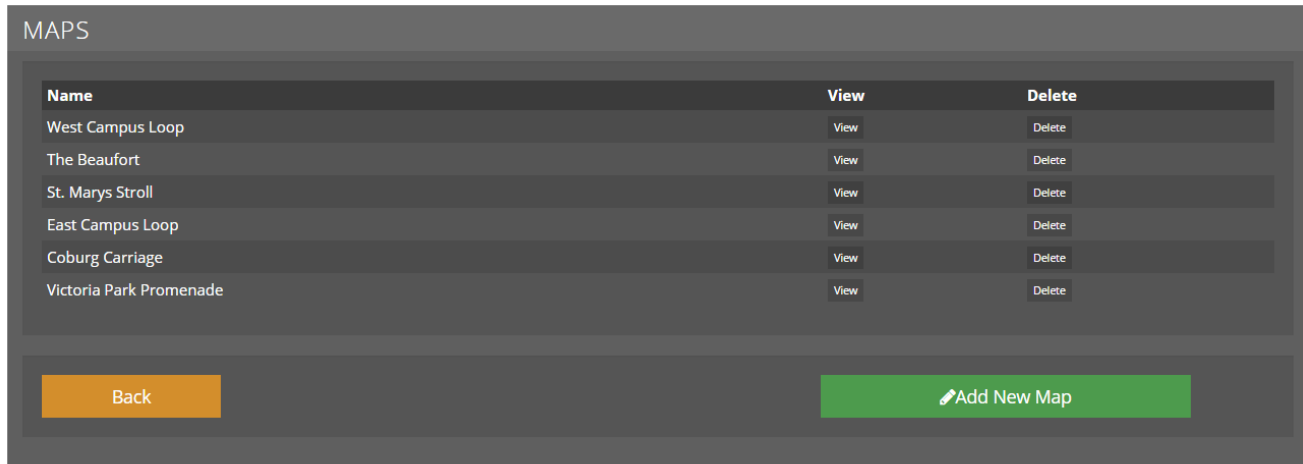 MAPS
Name View Delete
West Campus Loop View Delete
The Beaufort View Delete
St. Marys Stroll View Delete
East Campus Loop View Delete
Coburg Carriage View Delete
Victoria Park Promenade View Delete
Back Add New Map